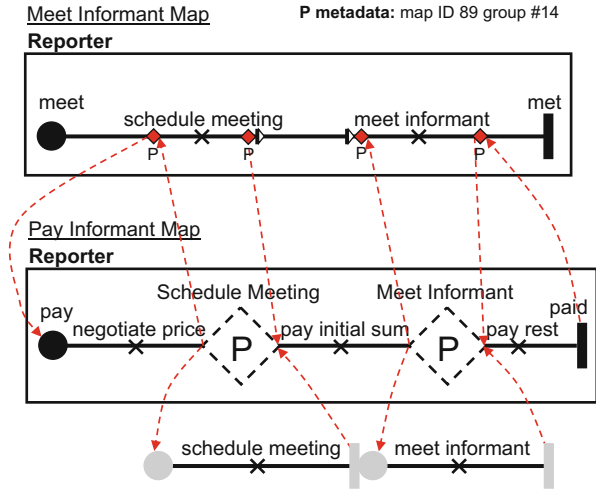 Meet Informant Map
P metadata: map ID 89 group #14
Reporter
meet
met
schedule meeting
meet informant
P P P P
Pay Informant Map
Reporter
Schedule Meeting Meet Informant
pay
paid
negotiate price pay initial sum pay rest
P P
schedule meeting meet informant